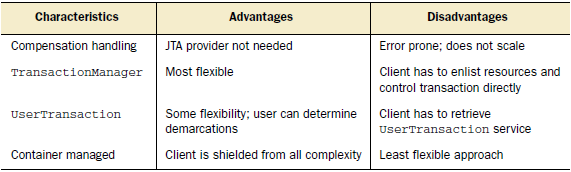 Characteristics Advantages Disadvantages
Compensation handling JTA provider not needed Error prone; does not scale
TransactionManager Most flexible Client has to enlist resources and
control transaction directly
UserTransaction Some flexibility; user can determine Client has to retrieve
demarcations UserTransaction service
Container managed Client is shielded from all complexity Least flexible approach